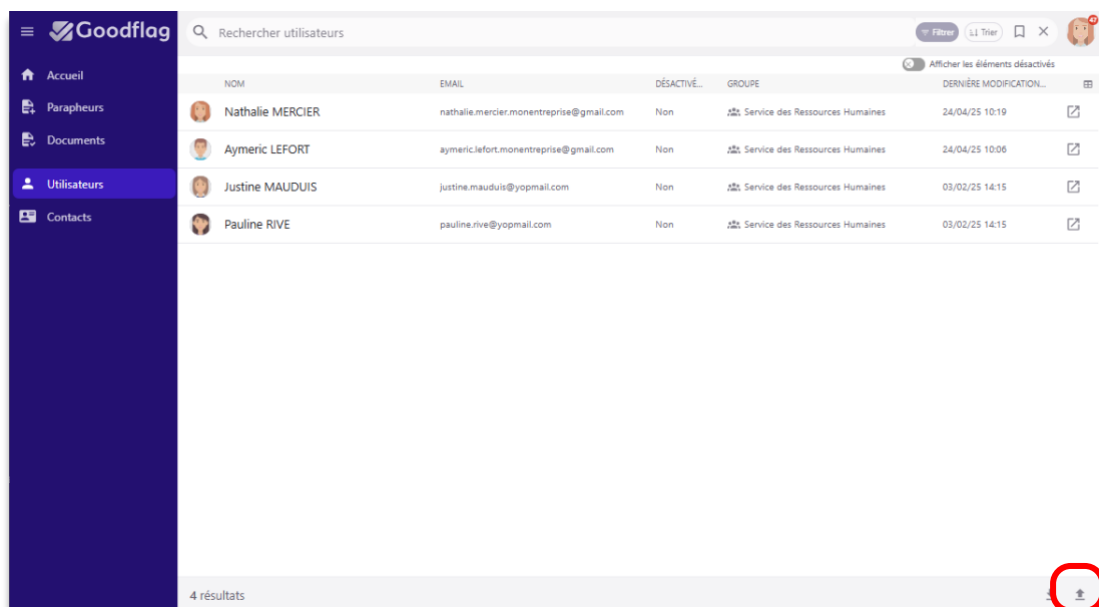 Goodflag
Rechercher utilisateurs
Filtrer
Trier
47
Afficher les éléments désactivés
Accueil
Parapheurs
Documents
Utilisateurs
Contacts
NOM EMAIL DÉSACTIVÉ... GROUPE DERNIÈRE MODIFICATION...
Nathalie MERCIER nathalie.mercier.monentreprise@gmail.com Non Service des Ressources Humaines 24/04/25 10:19
Aymeric LEFORT aymeric.lefort.monentreprise@gmail.com Non Service des Ressources Humaines 24/04/25 10:06
Justine MAUDUIS justine.mauduis@yopmail.com Non Service des Ressources Humaines 03/02/25 14:15
Pauline RIVE pauline.rive@yopmail.com Non Service des Ressources Humaines 03/02/25 14:15
4 résultats